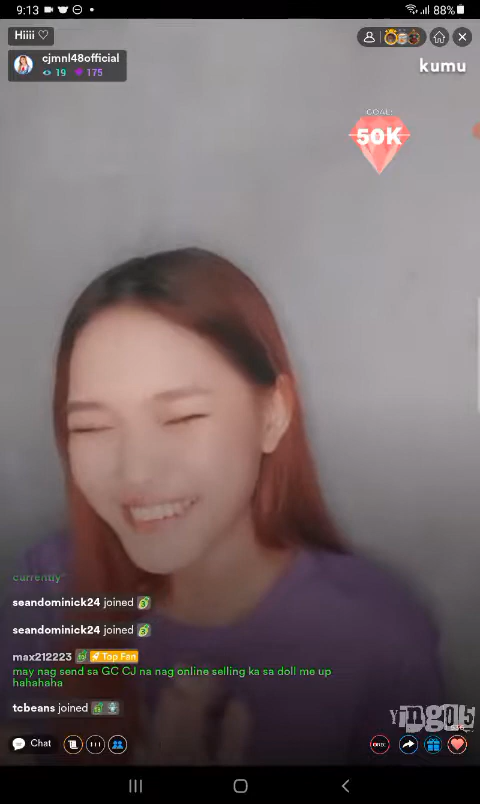 9:13
88%
Hiiii ♡
cjmnl48official
19 175
kumu
GOAL:
50K
currently"
seandominick24 joined
seandominick24 joined
max212223 Top Fan
may nag send sa GC CJ na nag online selling ka sa doll me up
hahahaha
tcbeans joined
Yingo15
Chat